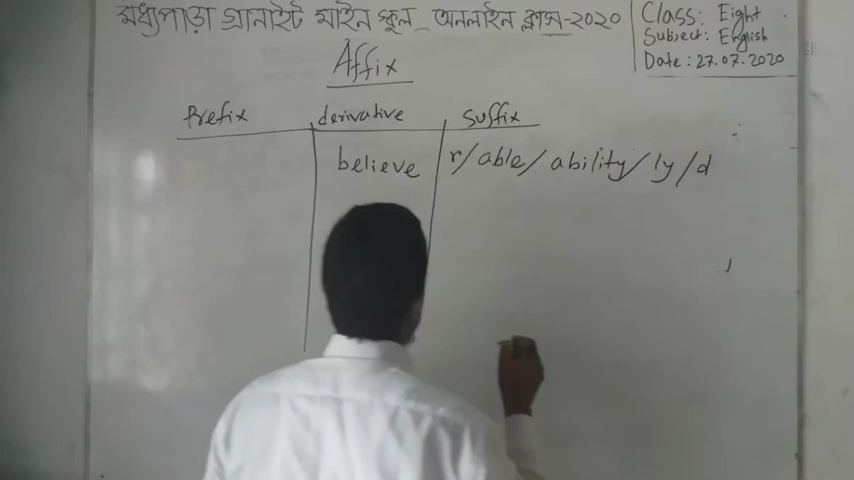 মধ্যপাড়া গ্রানাইট মাইন স্কুল অনলাইন ক্লাস-২০২০
Class: Eight
Subject: English
Date: 27.07.2020
Affix
Prefix derivative suffix
believe r/able/ability/ly/d